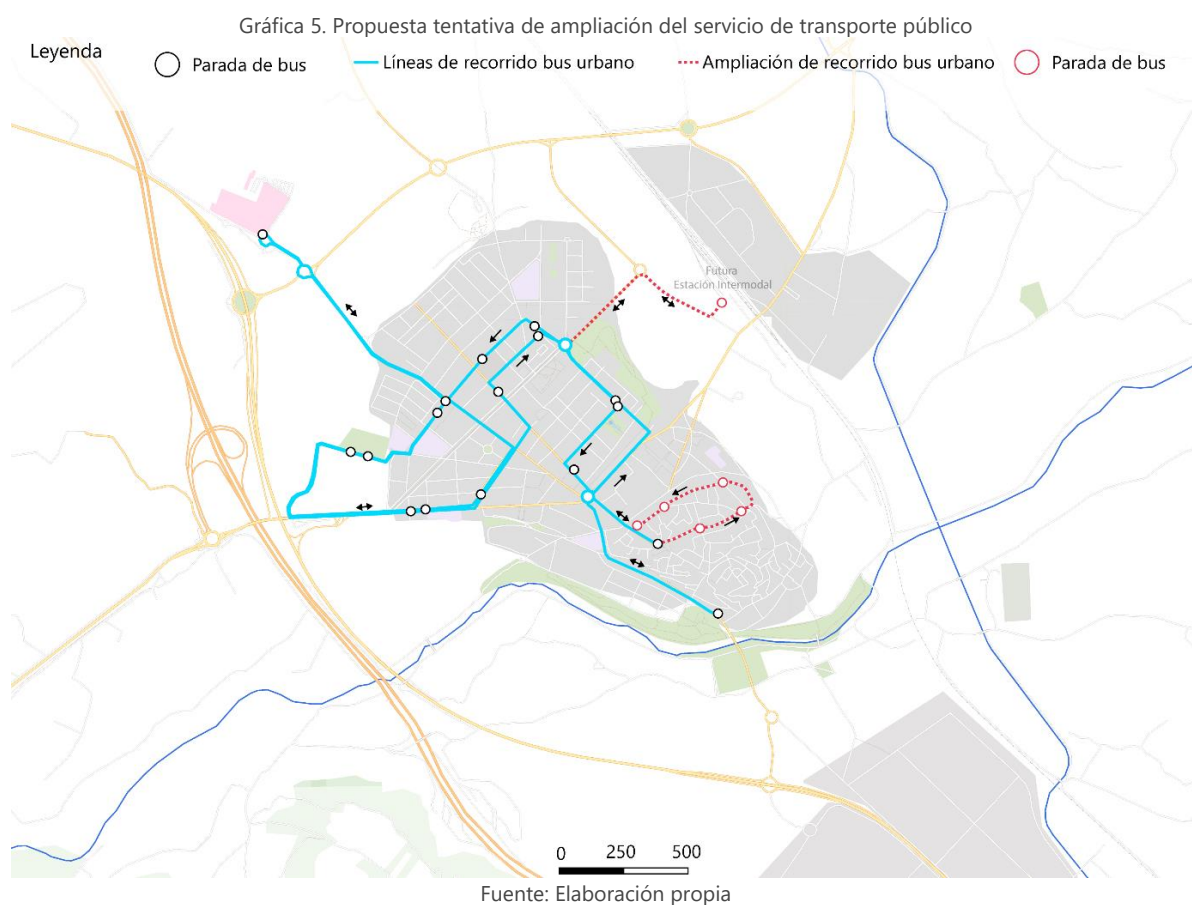 Gráfica 5. Propuesta tentativa de ampliación del servicio de transporte público
Leyenda
Parada de bus
Líneas de recorrido bus urbano
Ampliación de recorrido bus urbano
Parada de bus
Futura
Estación Intermodal
0 250 500
Fuente: Elaboración propia